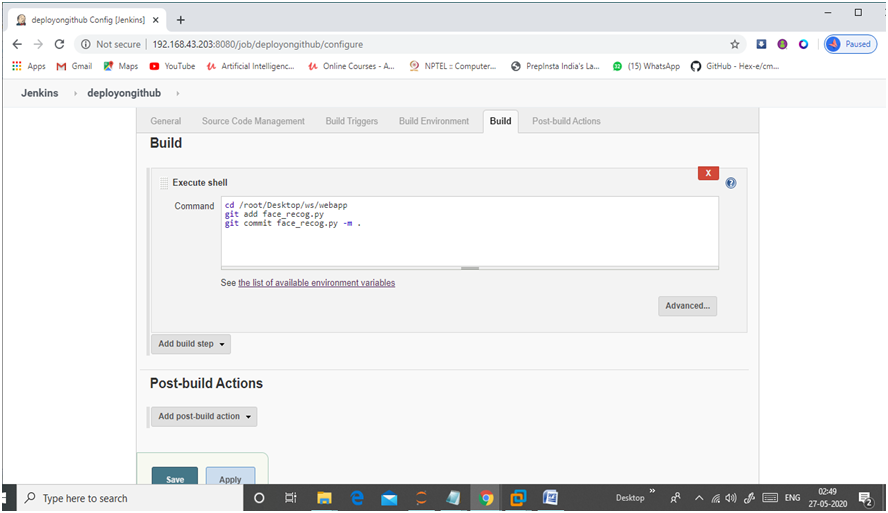 deployongithub Config [Jenkins]
Not secure | 192.168.43.203:8080/job/deployongithub/configure
Paused
Apps Gmail Maps YouTube Artificial Intelligenc... Online Courses - A... NPTEL :: Computer... PrepInsta India's La... (15) WhatsApp GitHub - Hex-e/cm...
Jenkins deployongithub
General Source Code Management Build Triggers Build Environment Build Post-build Actions
Build
X
Execute shell
Command
cd /root/Desktop/ws/webapp
git add face_recog.py
git commit face_recog.py -m .
See the list of available environment variables
Advanced...
Add build step
Post-build Actions
Add post-build action
Save Apply
Type here to search
Desktop
ENG
02:49
27-05-2020
2